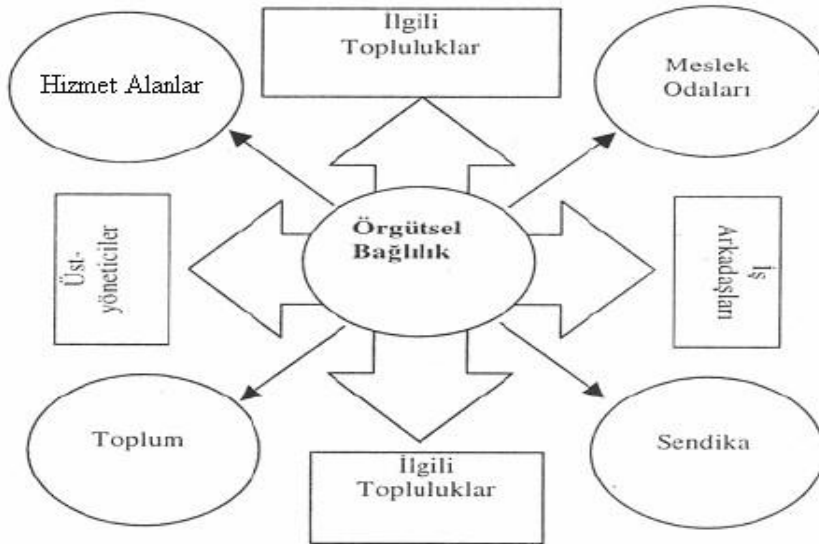 İlgili
Topluluklar
Hizmet Alanlar
Meslek
Odaları
Üst-
yöneticiler
Örgütsel
Bağlılık
İş
Arkadaşları
Toplum
İlgili
Topluluklar
Sendika